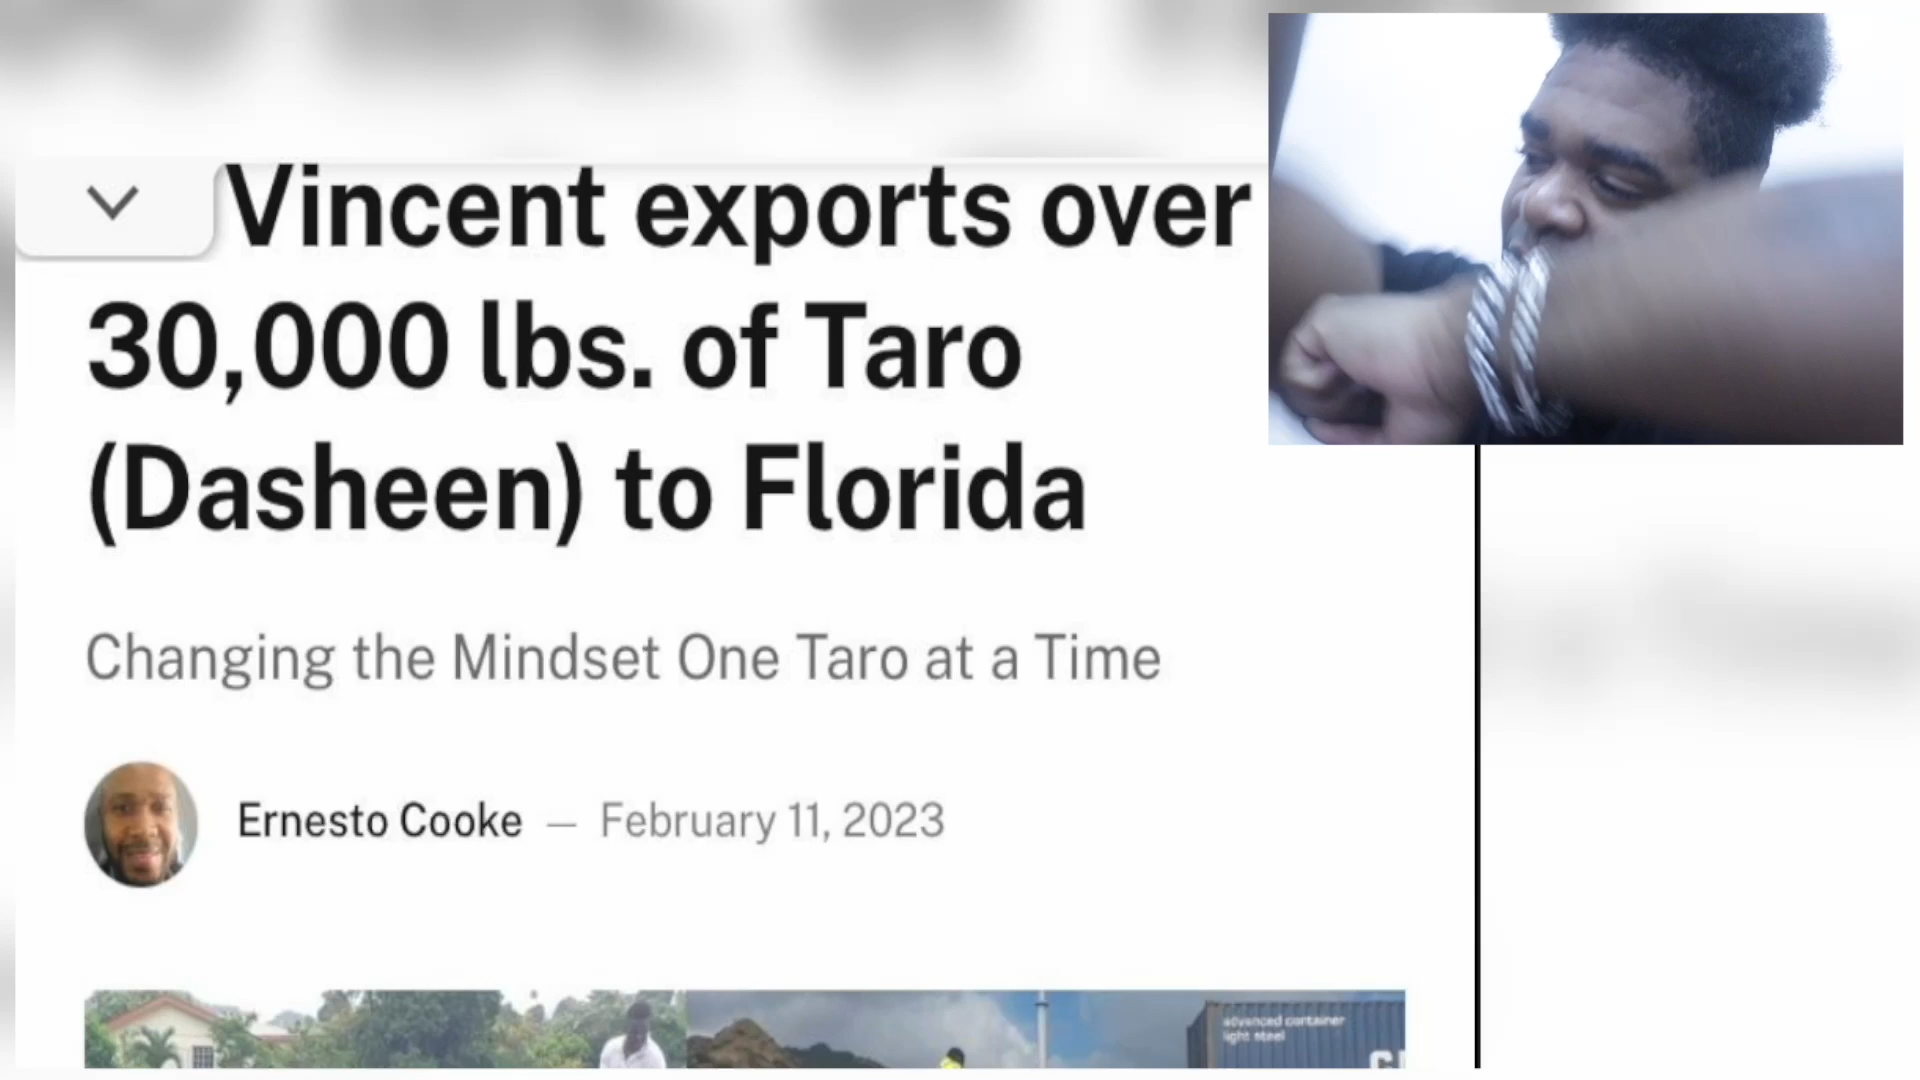 Vincent exports over
30,000 lbs. of Taro
(Dasheen) to Florida
Changing the Mindset One Taro at a Time
Ernesto Cooke — February 11, 2023
advanced container
light steel